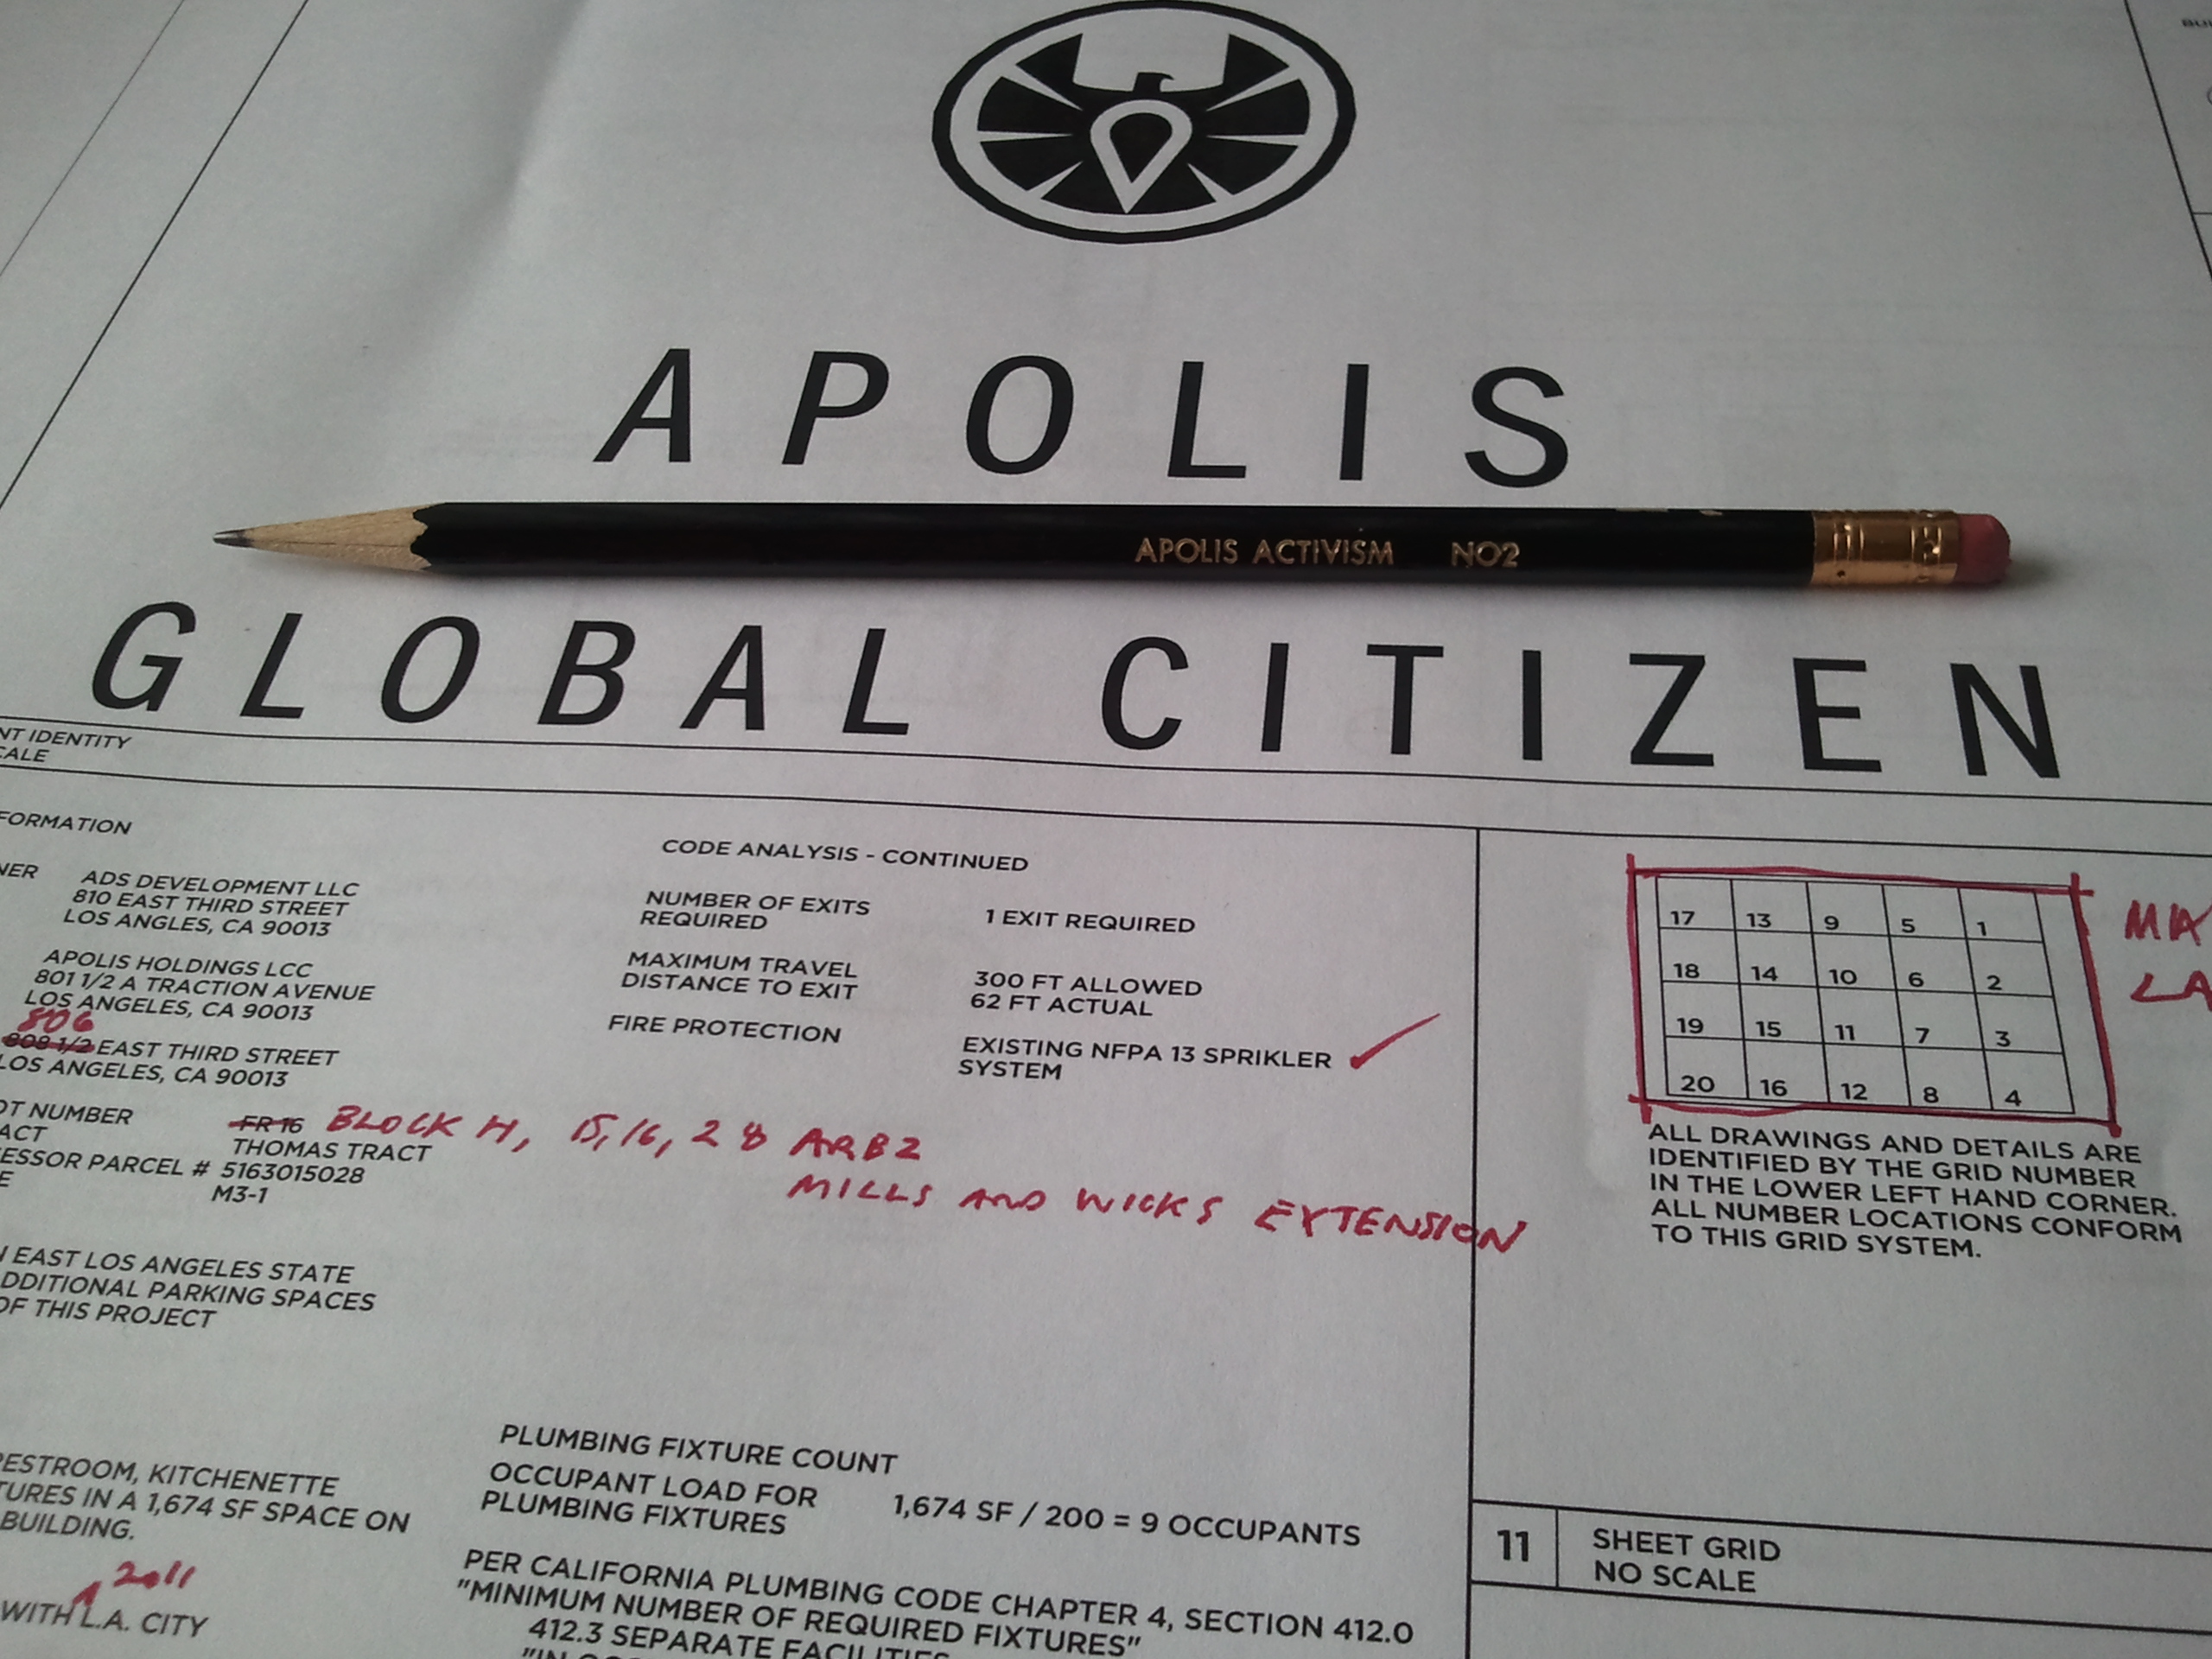 APOLIS
APOLIS ACTIVISM NO2
GLOBAL CITIZEN
NT IDENTITY
CALE
FORMATION
NER ADS DEVELOPMENT LLC
810 EAST THIRD STREET
LOS ANGLES, CA 90013
APOLIS HOLDINGS LCC
801 1/2 A TRACTION AVENUE
LOS ANGELES, CA 90013
806
808 1/2 EAST THIRD STREET
LOS ANGELES, CA 90013
OT NUMBER FR 16 BLOCK H, 15, 16, 28 ARB2
ACT THOMAS TRACT
MILLS AND WICKS EXTENSION
ESSOR PARCEL # 5163015028
E M3-1
EAST LOS ANGELES STATE
DDITIONAL PARKING SPACES
OF THIS PROJECT
RESTROOM, KITCHENETTE
TURES IN A 1,674 SF SPACE ON
BUILDING.
2011
WITH L.A. CITY
CODE ANALYSIS - CONTINUED
NUMBER OF EXITS 1 EXIT REQUIRED
REQUIRED
MAXIMUM TRAVEL 300 FT ALLOWED
DISTANCE TO EXIT 62 FT ACTUAL
FIRE PROTECTION EXISTING NFPA 13 SPRIKLER
SYSTEM
PLUMBING FIXTURE COUNT
OCCUPANT LOAD FOR 1,674 SF / 200 = 9 OCCUPANTS
PLUMBING FIXTURES
PER CALIFORNIA PLUMBING CODE CHAPTER 4, SECTION 412.0
"MINIMUM NUMBER OF REQUIRED FIXTURES"
412.3 SEPARATE FACILITIES
17 13 9 5 1
18 14 10 6 2
19 15 11 7 3
20 16 12 8 4
MA
LA
ALL DRAWINGS AND DETAILS ARE
IDENTIFIED BY THE GRID NUMBER
IN THE LOWER LEFT HAND CORNER.
ALL NUMBER LOCATIONS CONFORM
TO THIS GRID SYSTEM.
11 SHEET GRID
NO SCALE